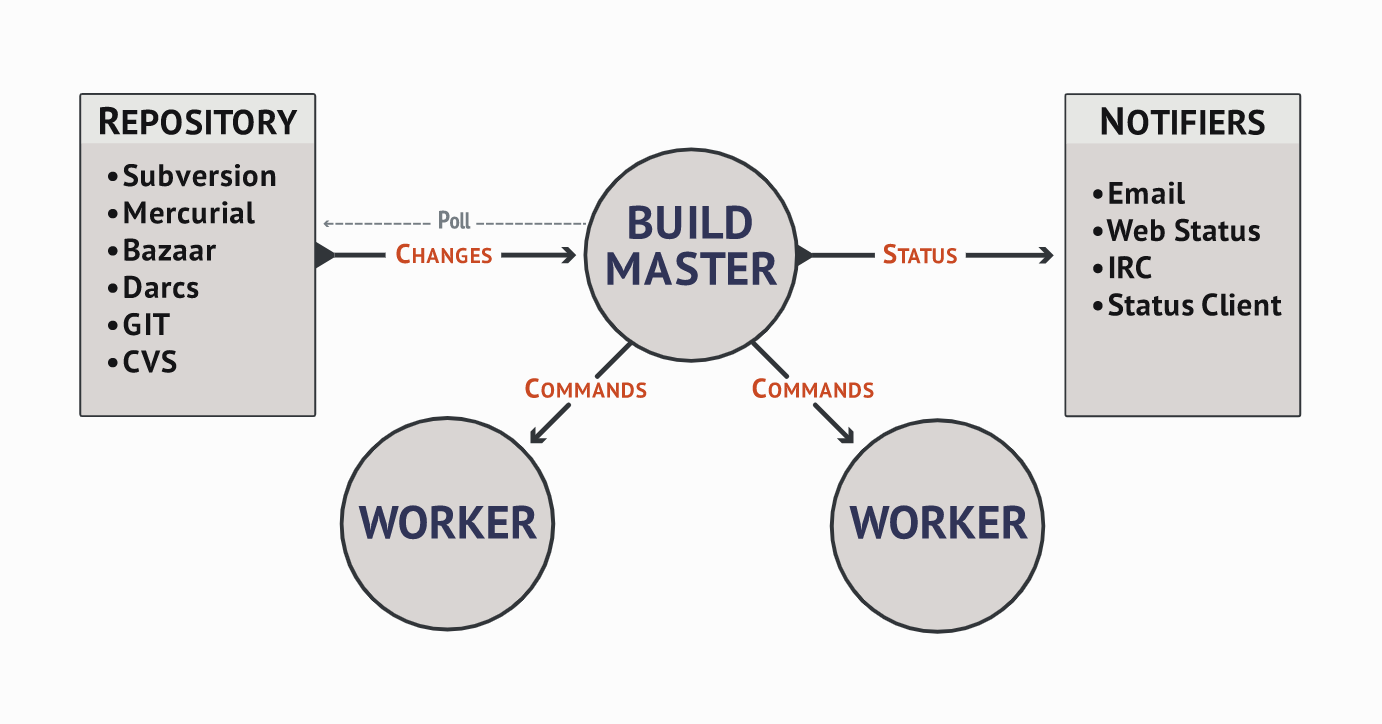 REPOSITORY
•Subversion
•Mercurial
•Bazaar
•Darcs
•GIT
•CVS
Poll
CHANGES
BUILD
MASTER
STATUS
NOTIFIERS
•Email
•Web Status
•IRC
•Status Client
COMMANDS
COMMANDS
WORKER
WORKER